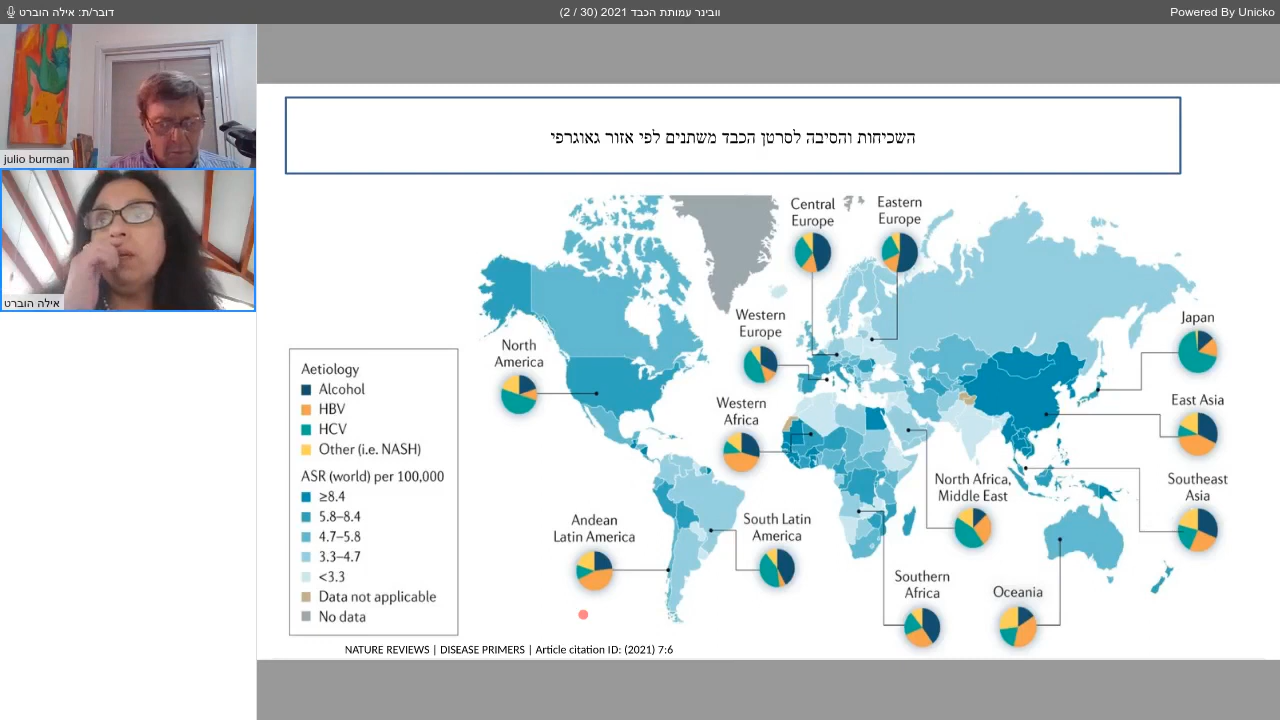 דובר/ת: אילה הוברט
וובינר עמותת הכבד 2021 (30 / 2)
Powered By Unicko
julio burman
אילה הוברט
השכיחות והסיבה לסרטן הכבד משתנים לפי אזור גאוגרפי
Central
Europe
Eastern
Europe
Western
Europe
Japan
North
America
Western
Africa
East Asia
North Africa,
Middle East
Southeast
Asia
Andean
Latin America
South Latin
America
Southern
Africa
Oceania
Aetiology
Alcohol
HBV
HCV
Other (i.e. NASH)
ASR (world) per 100,000
≥8.4
5.8–8.4
4.7–5.8
3.3–4.7
<3.3
Data not applicable
No data
NATURE REVIEWS | DISEASE PRIMERS | Article citation ID: (2021) 7:6